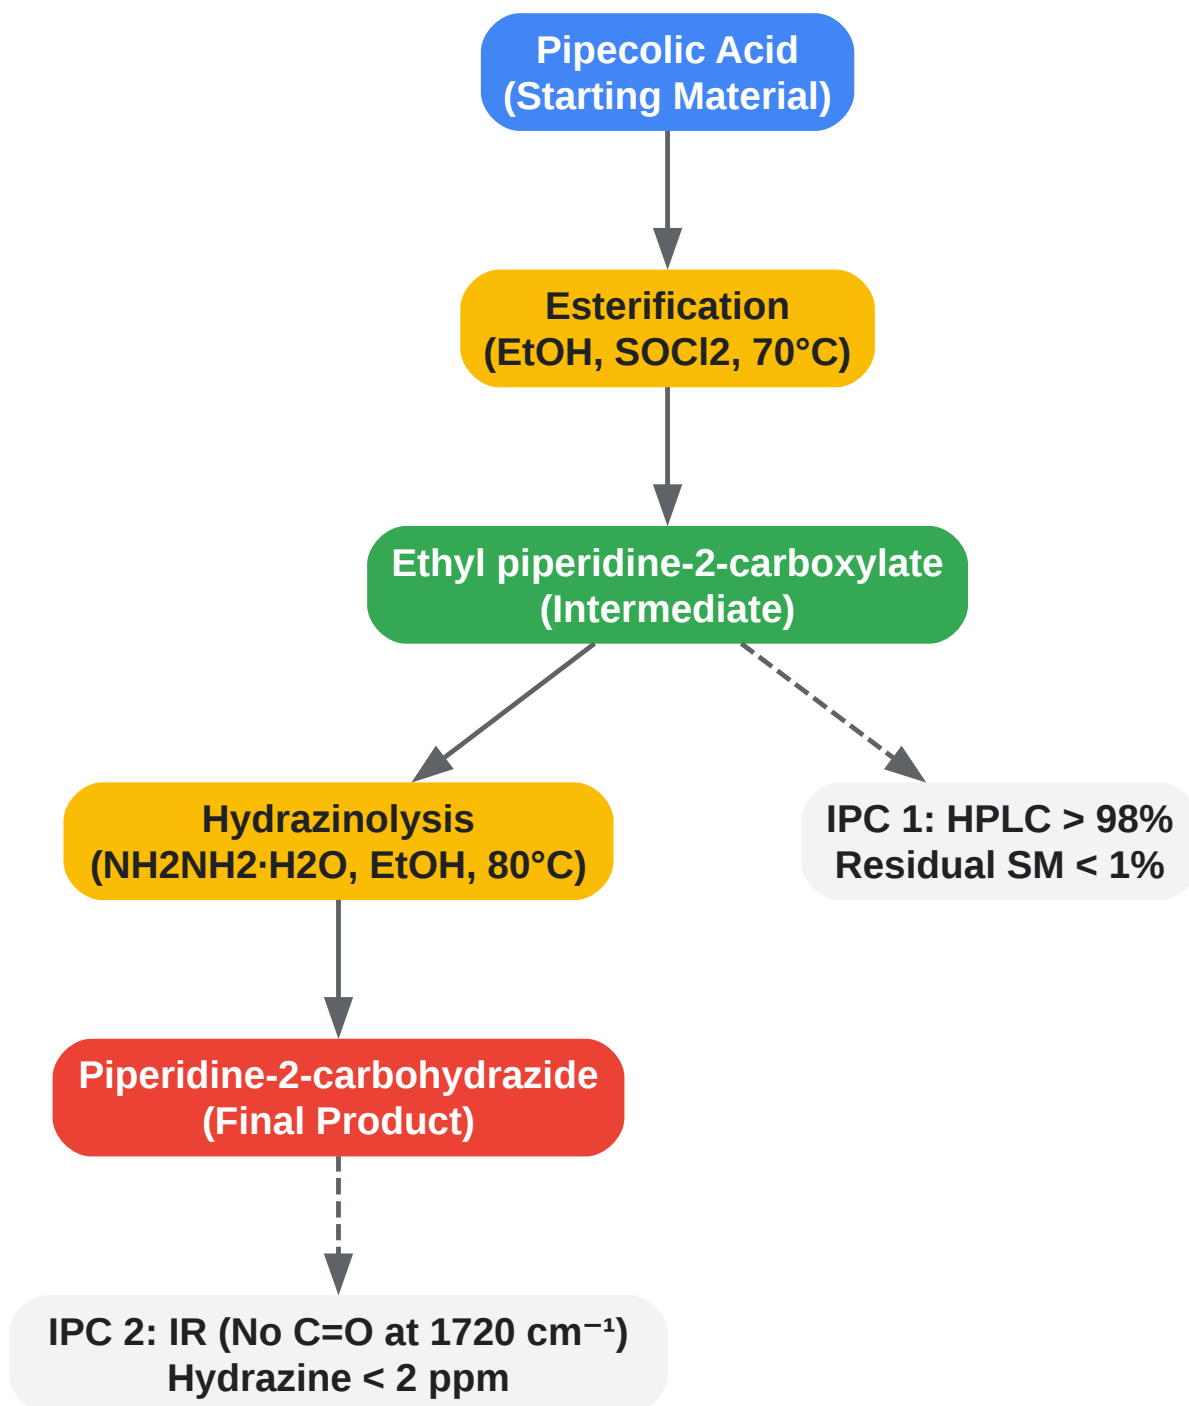 Pipecolic Acid
(Starting Material)
Esterification
(EtOH, SOCl2, 70°C)
Ethyl piperidine-2-carboxylate
(Intermediate)
Hydrazinolysis
(NH2NH2·H2O, EtOH, 80°C)
IPC 1: HPLC > 98%
Residual SM < 1%
Piperidine-2-carbohydrazide
(Final Product)
IPC 2: IR (No C=O at 1720 cm⁻¹)
Hydrazine < 2 ppm